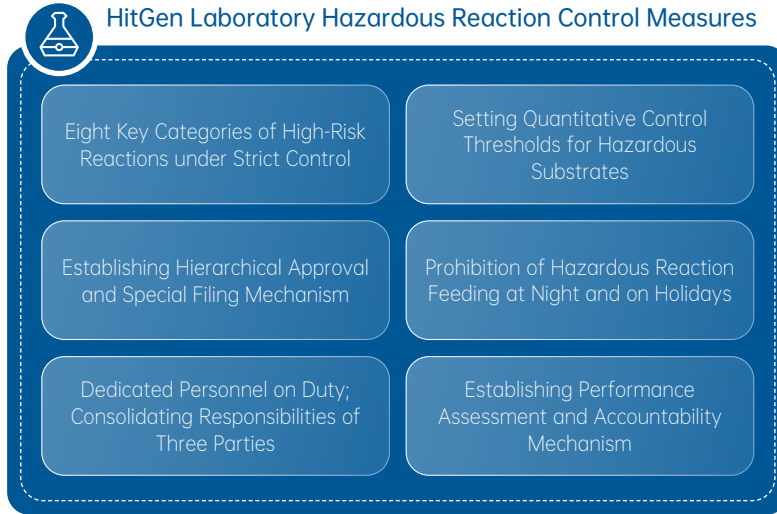 HitGen Laboratory Hazardous Reaction Control Measures
Eight Key Categories of High-Risk
Reactions under Strict Control
Setting Quantitative Control
Thresholds for Hazardous
Substrates
Establishing Hierarchical Approval
and Special Filing Mechanism
Prohibition of Hazardous Reaction
Feeding at Night and on Holidays
Dedicated Personnel on Duty;
Consolidating Responsibilities of
Three Parties
Establishing Performance
Assessment and Accountability
Mechanism